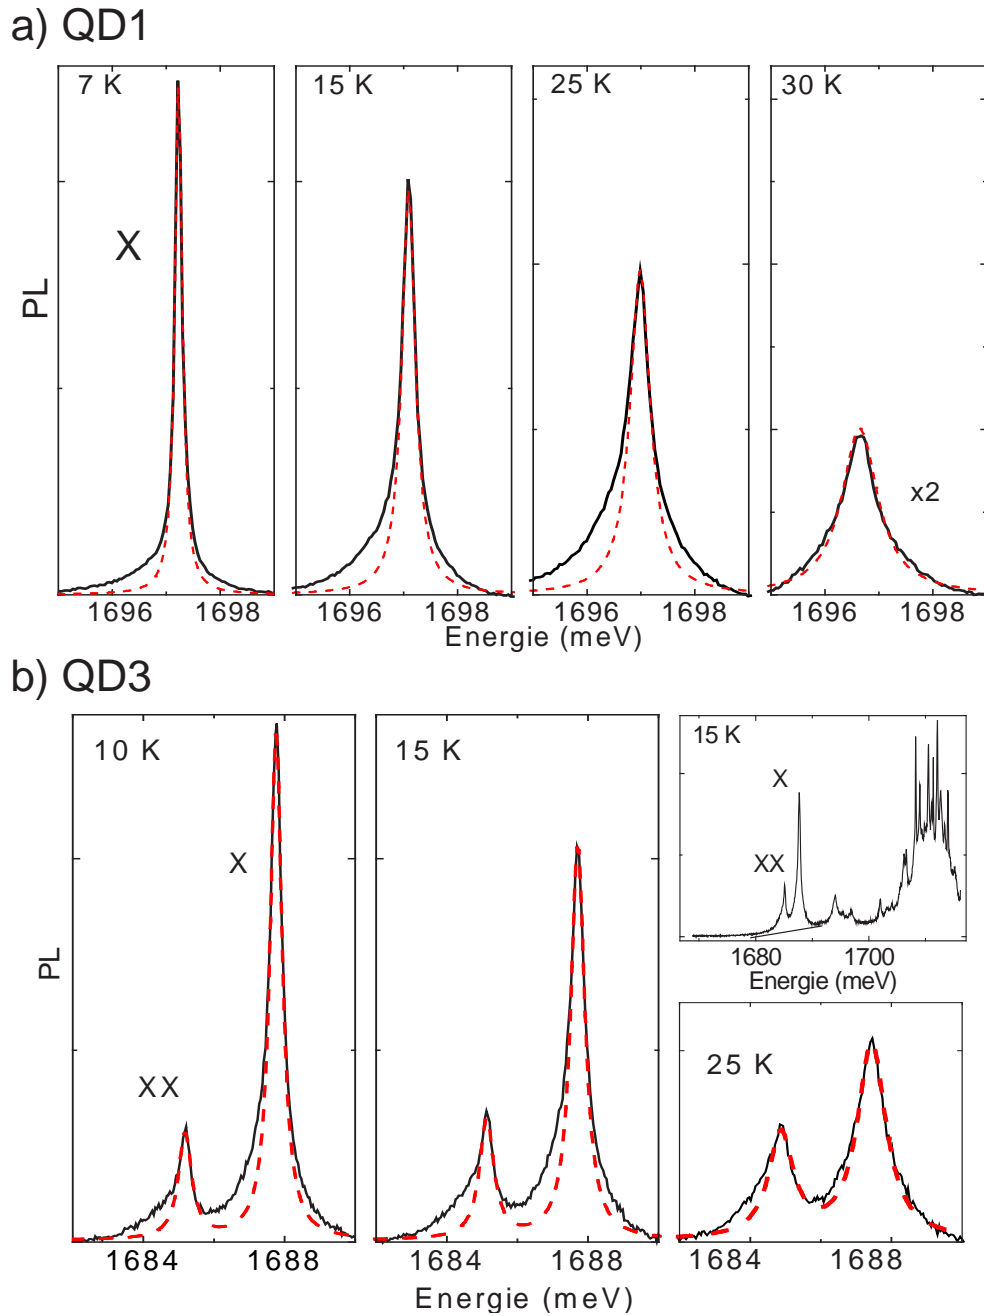 a) QD1
7 K
15 K
25 K
30 K
X
PL
x2
1696 1698
1696 1698
1696 1698
1696 1698
Energie (meV)
b) QD3
10 K
15 K
15 K
X
X
XX
1680 1700
Energie (meV)
PL
XX
25 K
1684 1688
1684 1688
1684 1688
Energie (meV)